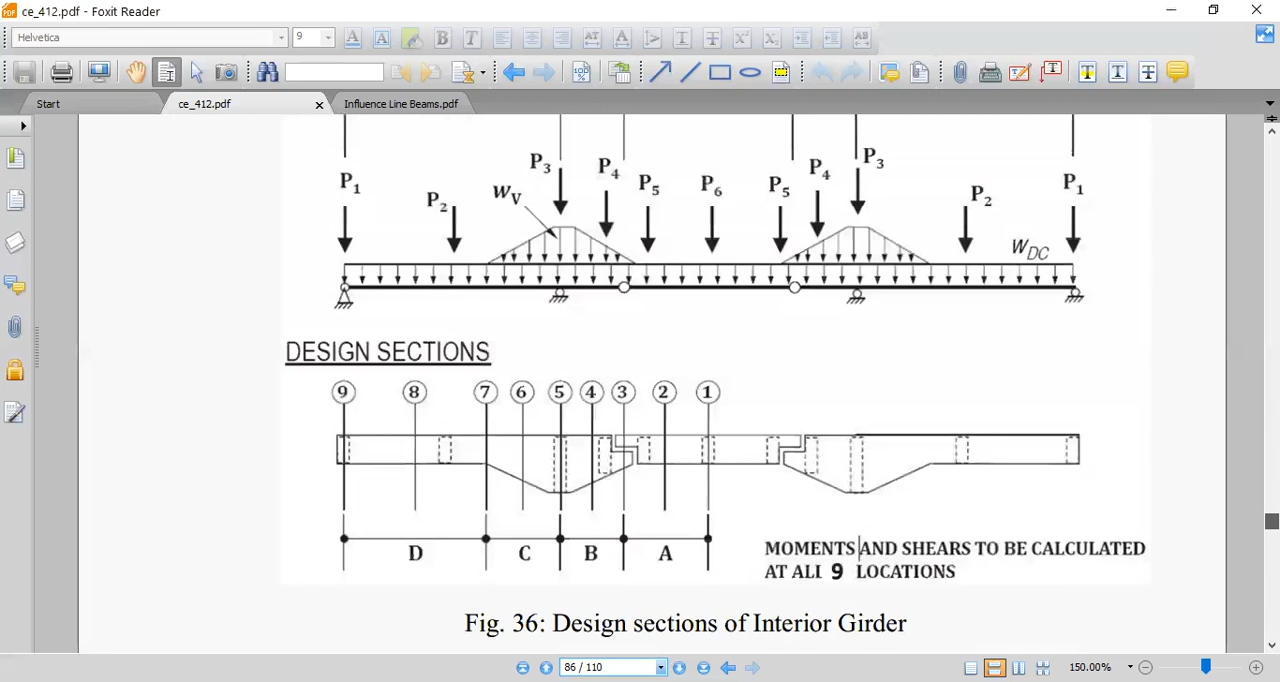 ce_412.pdf - Foxit Reader
Helvetica 9
Start ce_412.pdf Influence Line Beams.pdf
P3 P3
P4 P4
P1 P5 P6 P5 P1
P2 wV P2
WDC
DESIGN SECTIONS
9 8 7 6 5 4 3 2 1
D C B A
MOMENTS AND SHEARS TO BE CALCULATED
AT ALL 9 LOCATIONS
Fig. 36: Design sections of Interior Girder
86 / 110 150.00%